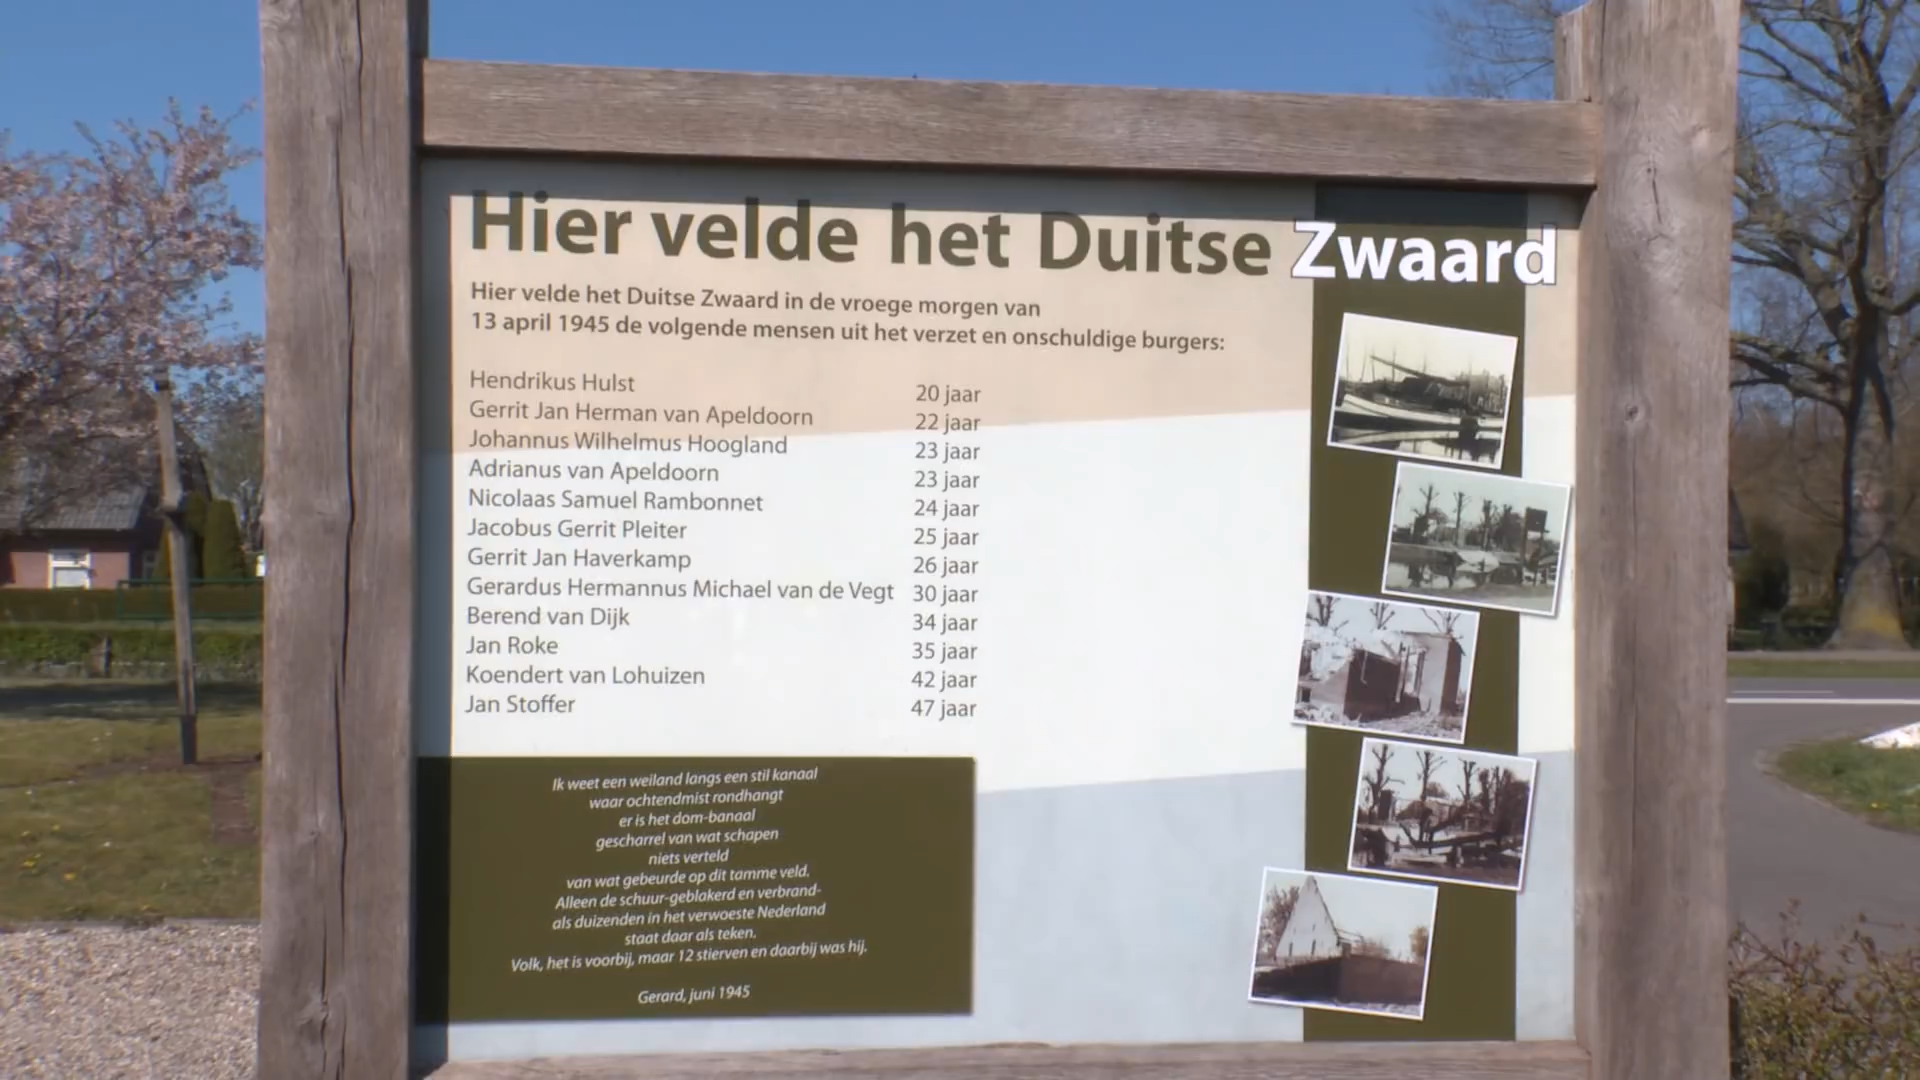 Hier velde het Duitse Zwaard
Hier velde het Duitse Zwaard in de vroege morgen van
13 april 1945 de volgende mensen uit het verzet en onschuldige burgers:
Hendrikus Hulst 20 jaar
Gerrit Jan Herman van Apeldoorn 22 jaar
Johannus Wilhelmus Hoogland 23 jaar
Adrianus van Apeldoorn 23 jaar
Nicolaas Samuel Rambonnet 24 jaar
Jacobus Gerrit Pleiter 25 jaar
Gerrit Jan Haverkamp 26 jaar
Gerardus Hermannus Michael van de Vegt 30 jaar
Berend van Dijk 34 jaar
Jan Roke 35 jaar
Koendert van Lohuizen 42 jaar
Jan Stoffer 47 jaar
Ik weet een weiland langs een stil kanaal
waar ochtendmist rondhangt
er is het dom-banaal
gescharrel van wat schapen
niets verteld
van wat gebeurde op dit tamme veld.
Alleen de schuur-geblakerd en verbrand-
als duizenden in het verwoeste Nederland
staat daar als teken.
Volk, het is voorbij, maar 12 stierven en daarbij was hij.
Gerard, juni 1945